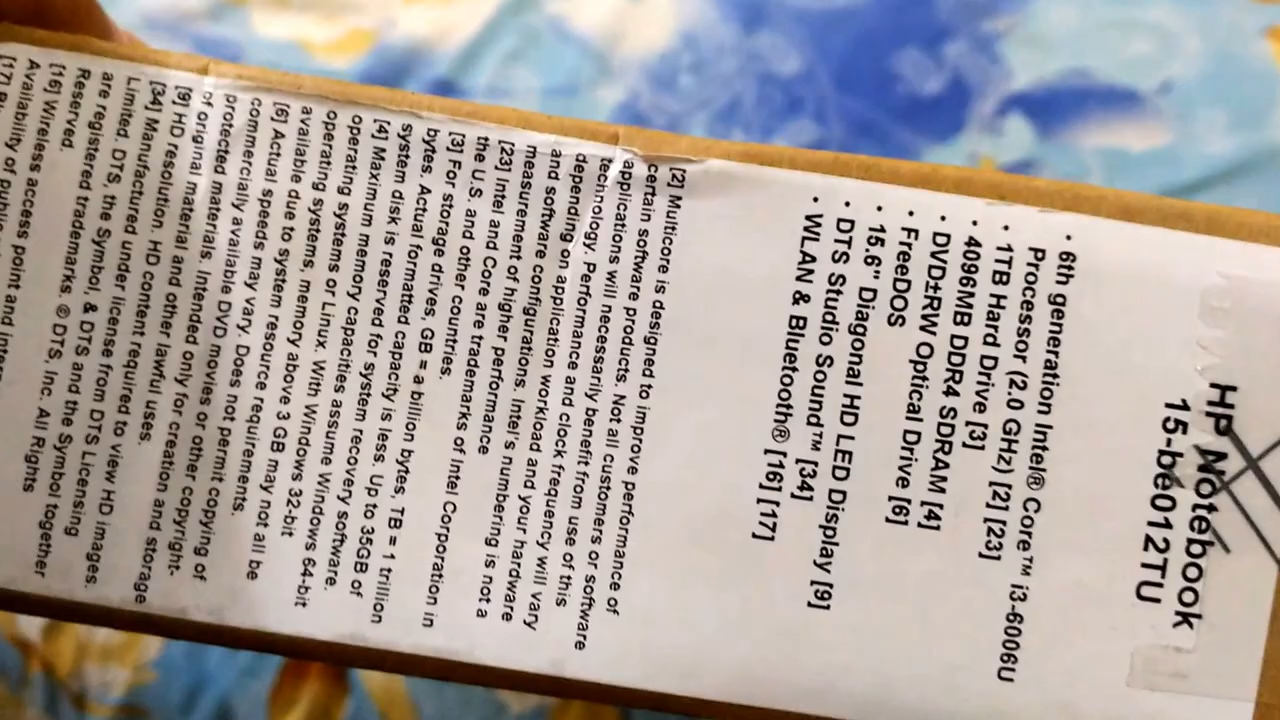 HP Notebook
15-be012TU
• 6th generation Intel® Core™ i3-6006U
Processor (2.0 GHz) [2] [23]
• 1TB Hard Drive [3]
• 4096MB DDR4 SDRAM [4]
• DVD±RW Optical Drive [6]
• FreeDOS
• 15.6" Diagonal HD LED Display [9]
• DTS Studio Sound™ [34]
• WLAN & Bluetooth® [16] [17]
[2] Multicore is designed to improve performance of
certain software products. Not all customers or software
applications will necessarily benefit from use of this
technology. Performance and clock frequency will vary
depending on application workload and your hardware
and software configurations. Intel's numbering is not a
measurement of higher performance
[23] Intel and Core are trademarks of Intel Corporation in
the U.S. and other countries.
[3] For storage drives, GB = a billion bytes, TB = 1 trillion
bytes. Actual formatted capacity is less. Up to 35GB of
system disk is reserved for system recovery software.
[4] Maximum memory capacities assume Windows 64-bit
operating systems or Linux. With Windows 32-bit
operating systems, memory above 3 GB may not all be
available due to system resource requirements.
[6] Actual speeds may vary. Does not permit copying of
commercially available DVD movies or other copyright-
protected materials. Intended only for creation and storage
of original material and other lawful uses.
[9] HD resolution. HD content required to view HD images.
[34] Manufactured under license from DTS Licensing
Limited. DTS, the Symbol, & DTS and the Symbol together
are registered trademarks. © DTS, Inc. All Rights
Reserved.
[16] Wireless access point and
Availability of public
[17]